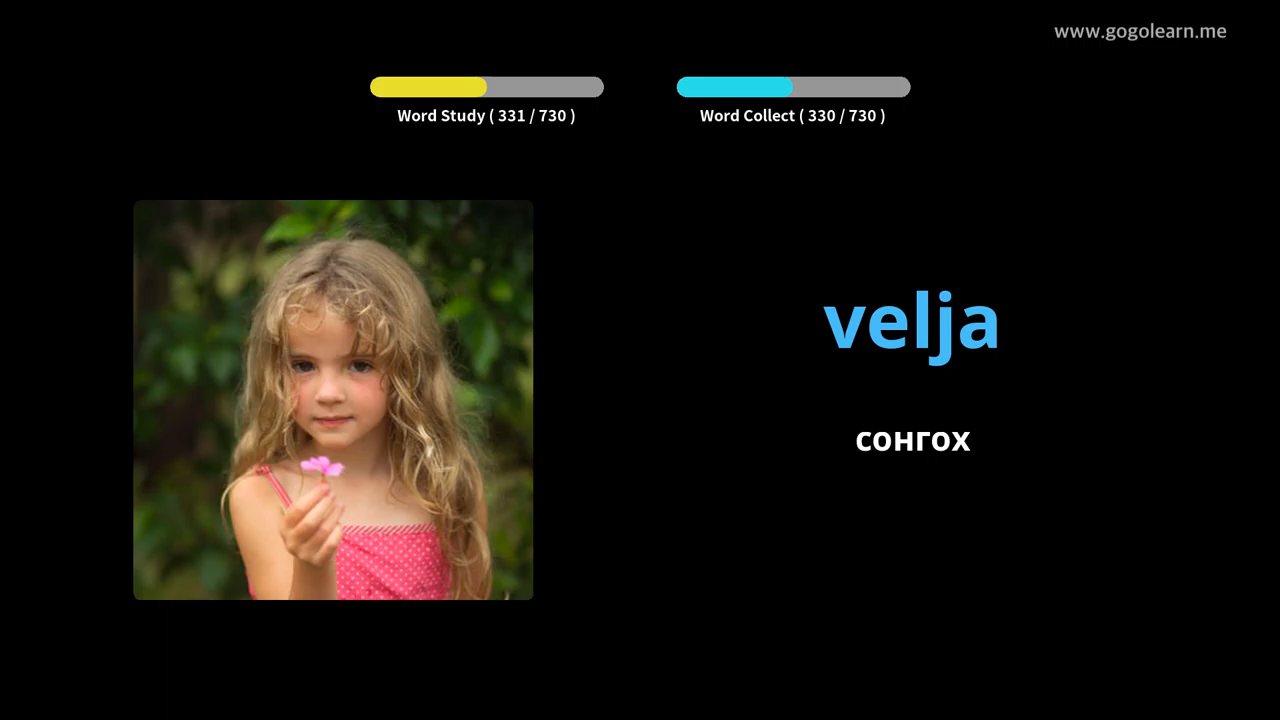 www.gogolearn.me
Word Study ( 331 / 730 )
Word Collect ( 330 / 730 )
velja
сонгох